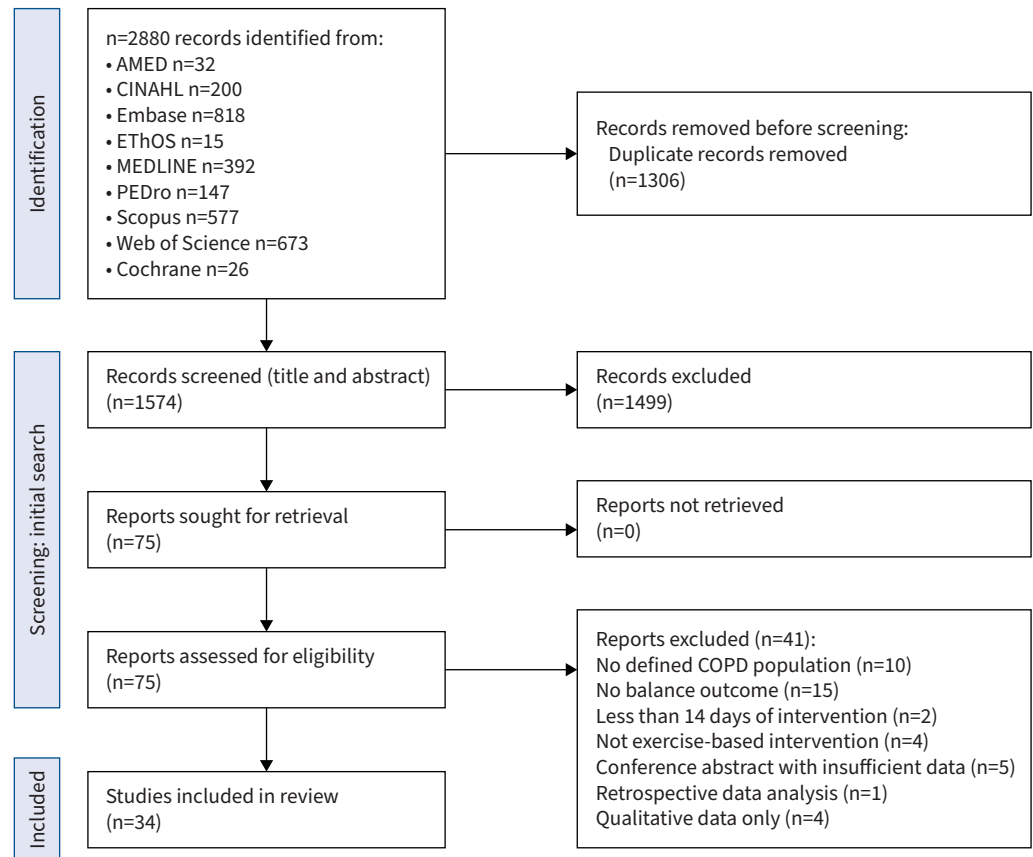 Identification
n=2880 records identified from:
• AMED n=32
• CINAHL n=200
• Embase n=818
• EThOS n=15
• MEDLINE n=392
• PEDro n=147
• Scopus n=577
• Web of Science n=673
• Cochrane n=26
Records removed before screening:
Duplicate records removed
(n=1306)
Screening: initial search
Records screened (title and abstract)
(n=1574)
Records excluded
(n=1499)
Reports sought for retrieval
(n=75)
Reports not retrieved
(n=0)
Reports assessed for eligibility
(n=75)
Reports excluded (n=41):
No defined COPD population (n=10)
No balance outcome (n=15)
Less than 14 days of intervention (n=2)
Not exercise-based intervention (n=4)
Conference abstract with insufficient data (n=5)
Retrospective data analysis (n=1)
Qualitative data only (n=4)
Included
Studies included in review
(n=34)